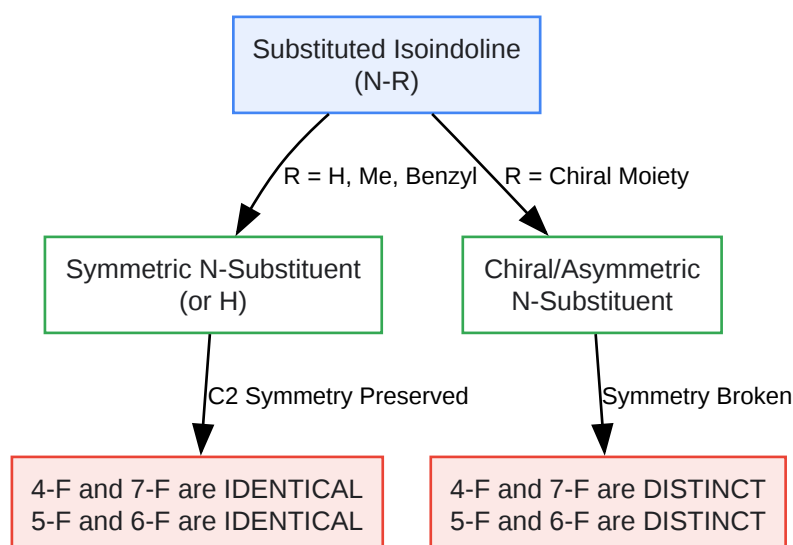 Substituted Isoindoline
(N-R)
R = H, Me, Benzyl
R = Chiral Moiety
Symmetric N-Substituent
(or H)
Chiral/Asymmetric
N-Substituent
C2 Symmetry Preserved
Symmetry Broken
4-F and 7-F are IDENTICAL
5-F and 6-F are IDENTICAL
4-F and 7-F are DISTINCT
5-F and 6-F are DISTINCT